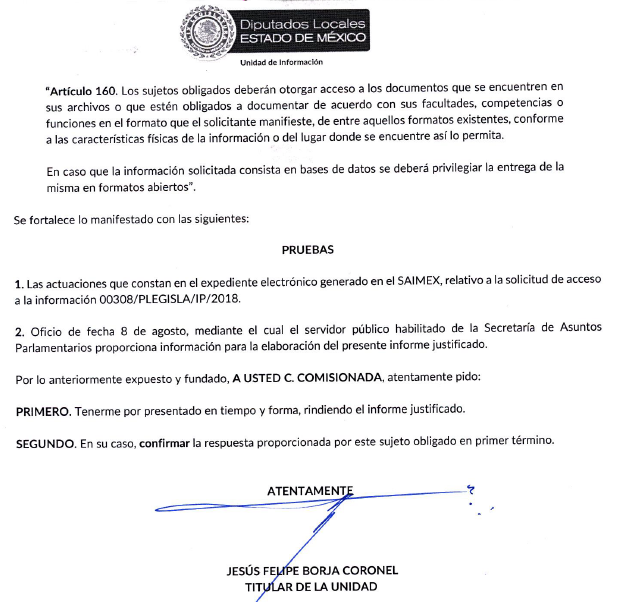 Diputados Locales
ESTADO DE MÉXICO
Unidad de Información
"Artículo 160. Los sujetos obligados deberán otorgar acceso a los documentos que se encuentren en
sus archivos o que estén obligados a documentar de acuerdo con sus facultades, competencias o
funciones en el formato que el solicitante manifieste, de entre aquellos formatos existentes, conforme
a las características físicas de la información o del lugar donde se encuentre así lo permita.
En caso que la información solicitada consista en bases de datos se deberá privilegiar la entrega de la
misma en formatos abiertos".
Se fortalece lo manifestado con las siguientes:
PRUEBAS
1. Las actuaciones que constan en el expediente electrónico generado en el SAIMEX, relativo a la solicitud de acceso
a la información 00308/PLEGISLA/IP/2018.
2. Oficio de fecha 8 de agosto, mediante el cual el servidor público habilitado de la Secretaría de Asuntos
Parlamentarios proporciona información para la elaboración del presente informe justificado.
Por lo anteriormente expuesto y fundado, A USTED C. COMISIONADA, atentamente pido:
PRIMERO. Tenerme por presentado en tiempo y forma, rindiendo el informe justificado.
SEGUNDO. En su caso, confirmar la respuesta proporcionada por este sujeto obligado en primer término.
ATENTAMENTE
JESÚS FELIPE BORJA CORONEL
TITULAR DE LA UNIDAD